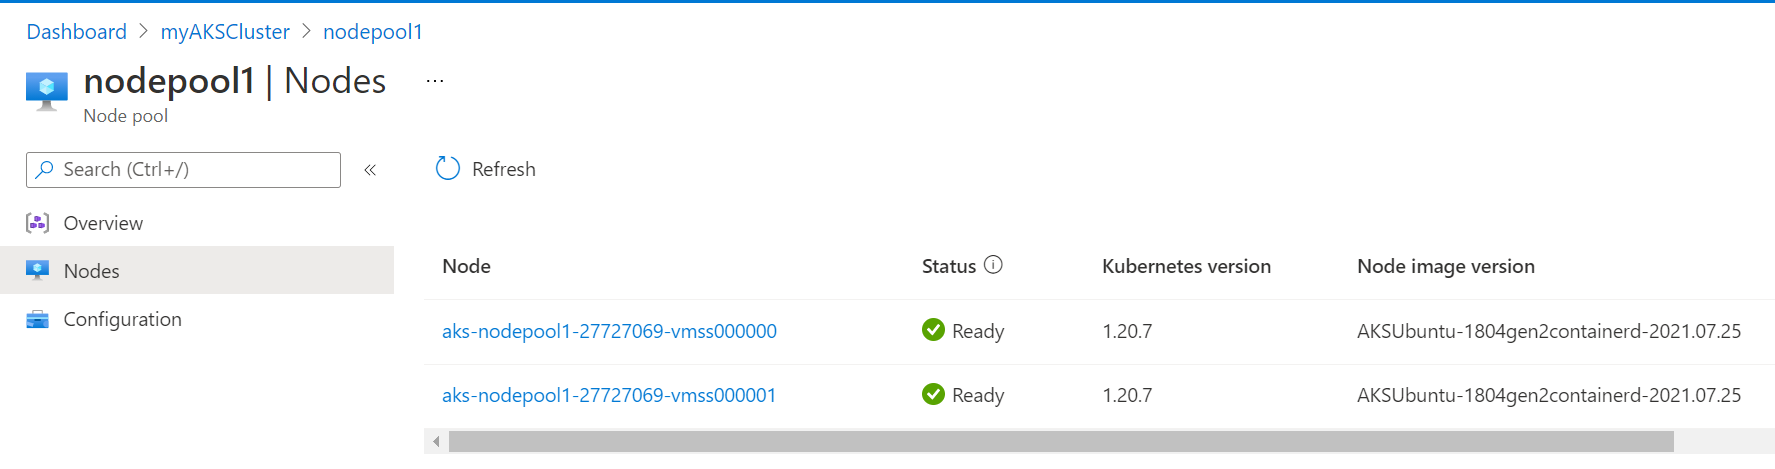 Dashboard > myAKSCluster > nodepool1
nodepool1 | Nodes ...
Node pool
Search (Ctrl+/) «
Refresh
Overview
Nodes
Configuration
Node Status Kubernetes version Node image version
aks-nodepool1-27727069-vmss000000 Ready 1.20.7 AKSUbuntu-1804gen2containerd-2021.07.25
aks-nodepool1-27727069-vmss000001 Ready 1.20.7 AKSUbuntu-1804gen2containerd-2021.07.25